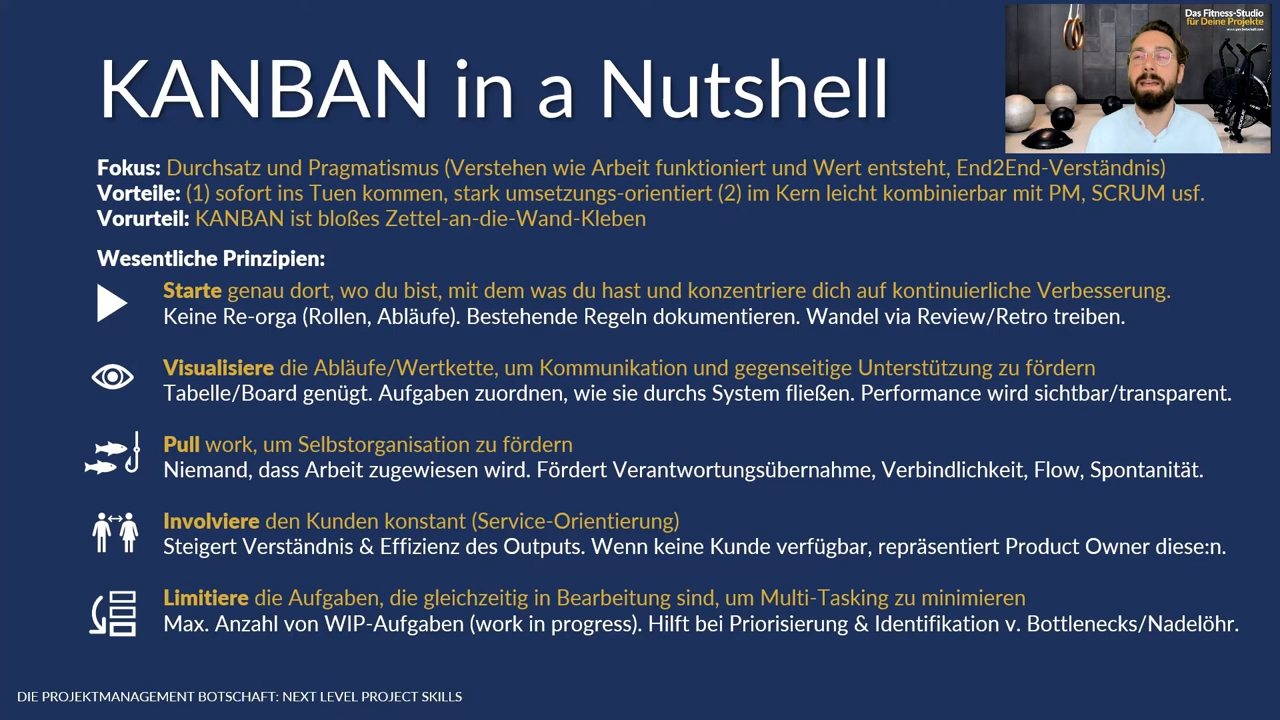 Das Fitness-Studio
für Deine Projekte
KANBAN in a Nutshell
Fokus: Durchsatz und Pragmatismus (Verstehen wie Arbeit funktioniert und Wert entsteht, End2End-Verständnis)
Vorteile: (1) sofort ins Tuen kommen, stark umsetzungs-orientiert (2) im Kern leicht kombinierbar mit PM, SCRUM usf.
Vorurteil: KANBAN ist bloßes Zettel-an-die-Wand-Kleben
Wesentliche Prinzipien:
Starte genau dort, wo du bist, mit dem was du hast und konzentriere dich auf kontinuierliche Verbesserung.
Keine Re-orga (Rollen, Abläufe). Bestehende Regeln dokumentieren. Wandel via Review/Retro treiben.
Visualisiere die Abläufe/Wertkette, um Kommunikation und gegenseitige Unterstützung zu fördern
Tabelle/Board genügt. Aufgaben zuordnen, wie sie durchs System fließen. Performance wird sichtbar/transparent.
Pull work, um Selbstorganisation zu fördern
Niemand, dass Arbeit zugewiesen wird. Fördert Verantwortungsübernahme, Verbindlichkeit, Flow, Spontanität.
Involviere den Kunden konstant (Service-Orientierung)
Steigert Verständnis & Effizienz des Outputs. Wenn keine Kunde verfügbar, repräsentiert Product Owner diese:n.
Limitiere die Aufgaben, die gleichzeitig in Bearbeitung sind, um Multi-Tasking zu minimieren
Max. Anzahl von WIP-Aufgaben (work in progress). Hilft bei Priorisierung & Identifikation v. Bottlenecks/Nadelöhr.
DIE PROJEKTMANAGEMENT BOTSCHAFT: NEXT LEVEL PROJECT SKILLS